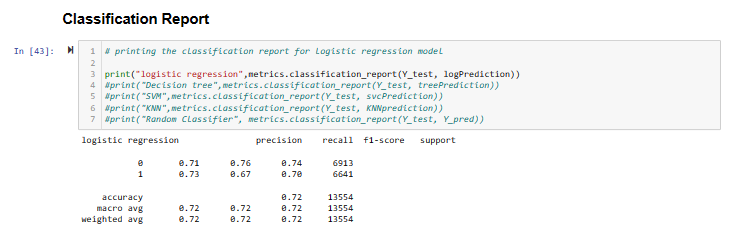 Classification Report
In [43]:
1 # printing the classification report for Logistic regression model
2
3 print("logistic regression",metrics.classification_report(Y_test, logPrediction))
4 #print("Decision tree",metrics.classification_report(Y_test, treePrediction))
5 #print("SVM",metrics.classification_report(Y_test, svcPrediction))
6 #print("KNN",metrics.classification_report(Y_test, KNNprediction))
7 #print("Random Classifier", metrics.classification_report(Y_test, Y_pred))
logistic regression precision recall f1-score support
0 0.71 0.76 0.74 6913
1 0.73 0.67 0.70 6641
accuracy 0.72 13554
macro avg 0.72 0.72 0.72 13554
weighted avg 0.72 0.72 0.72 13554